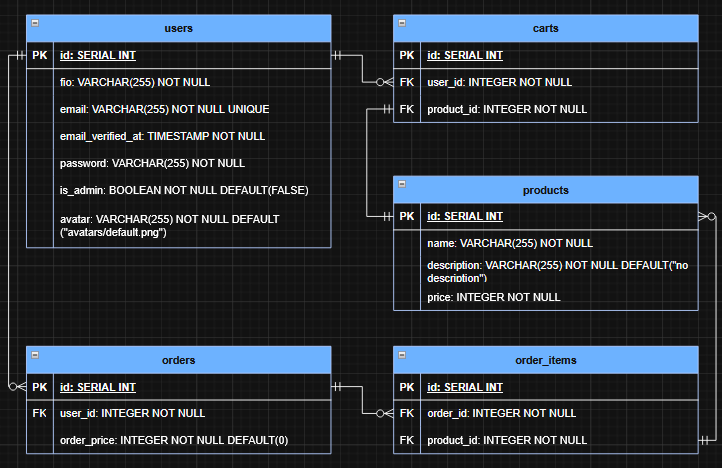 users
PK id: SERIAL INT
fio: VARCHAR(255) NOT NULL
email: VARCHAR(255) NOT NULL UNIQUE
email_verified_at: TIMESTAMP NOT NULL
password: VARCHAR(255) NOT NULL
is_admin: BOOLEAN NOT NULL DEFAULT(FALSE)
avatar: VARCHAR(255) NOT NULL DEFAULT
("avatars/default.png")
carts
PK id: SERIAL INT
FK user_id: INTEGER NOT NULL
FK product_id: INTEGER NOT NULL
products
PK id: SERIAL INT
name: VARCHAR(255) NOT NULL
description: VARCHAR(255) NOT NULL DEFAULT("no
description")
price: INTEGER NOT NULL
orders
PK id: SERIAL INT
FK user_id: INTEGER NOT NULL
order_price: INTEGER NOT NULL DEFAULT(0)
order_items
PK id: SERIAL INT
FK order_id: INTEGER NOT NULL
FK product_id: INTEGER NOT NULL